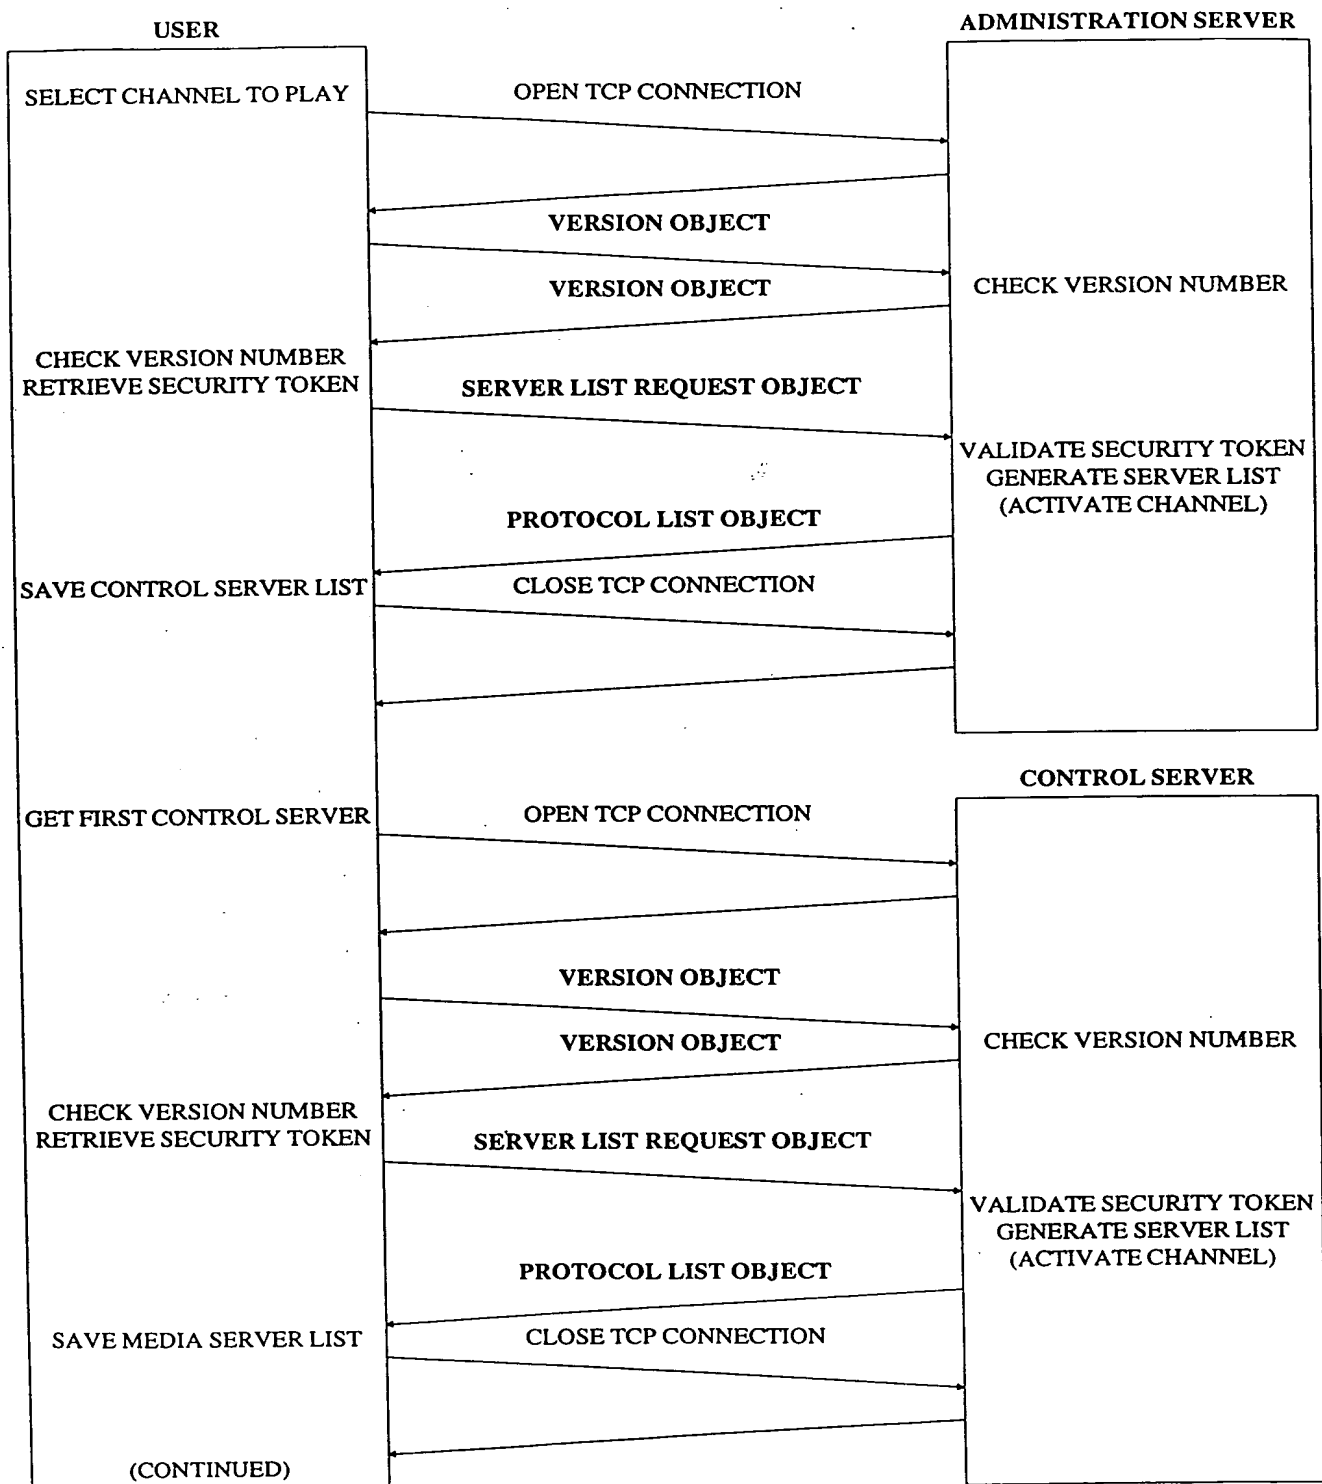 USER
ADMINISTRATION SERVER
SELECT CHANNEL TO PLAY
OPEN TCP CONNECTION
VERSION OBJECT
VERSION OBJECT
CHECK VERSION NUMBER
CHECK VERSION NUMBER
RETRIEVE SECURITY TOKEN
SERVER LIST REQUEST OBJECT
VALIDATE SECURITY TOKEN
GENERATE SERVER LIST
(ACTIVATE CHANNEL)
PROTOCOL LIST OBJECT
SAVE CONTROL SERVER LIST
CLOSE TCP CONNECTION
CONTROL SERVER
GET FIRST CONTROL SERVER
OPEN TCP CONNECTION
VERSION OBJECT
VERSION OBJECT
CHECK VERSION NUMBER
CHECK VERSION NUMBER
RETRIEVE SECURITY TOKEN
SERVER LIST REQUEST OBJECT
VALIDATE SECURITY TOKEN
GENERATE SERVER LIST
(ACTIVATE CHANNEL)
PROTOCOL LIST OBJECT
SAVE MEDIA SERVER LIST
CLOSE TCP CONNECTION
(CONTINUED)